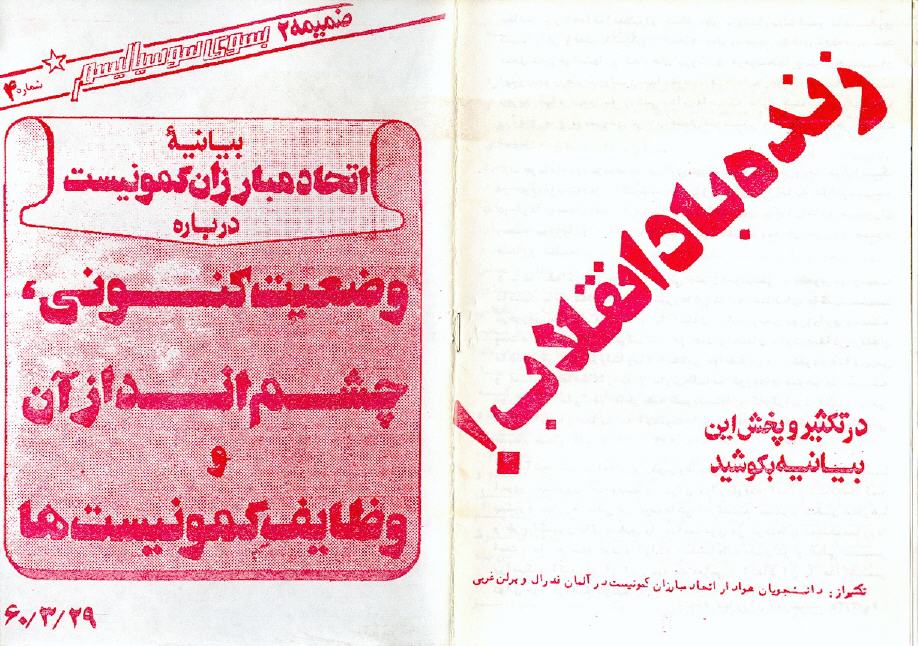 ضمیمه ۲ بسوی سوسیالیسم
شماره ۴
بیانیهٔ
اتحاد مبارزان کمونیست
درباره
وضعیت کنونی،
چشم انداز آن
و
وظایف کمونیست ها
۶۰/۳/۲۹
زنده باد انقلاب!
در تکثیر و پخش این
بیانیه بکوشید
تکثیر از: دانشجویان هوادار اتحاد مبارزان کمونیست در آلمان فدرال و برلن غربی